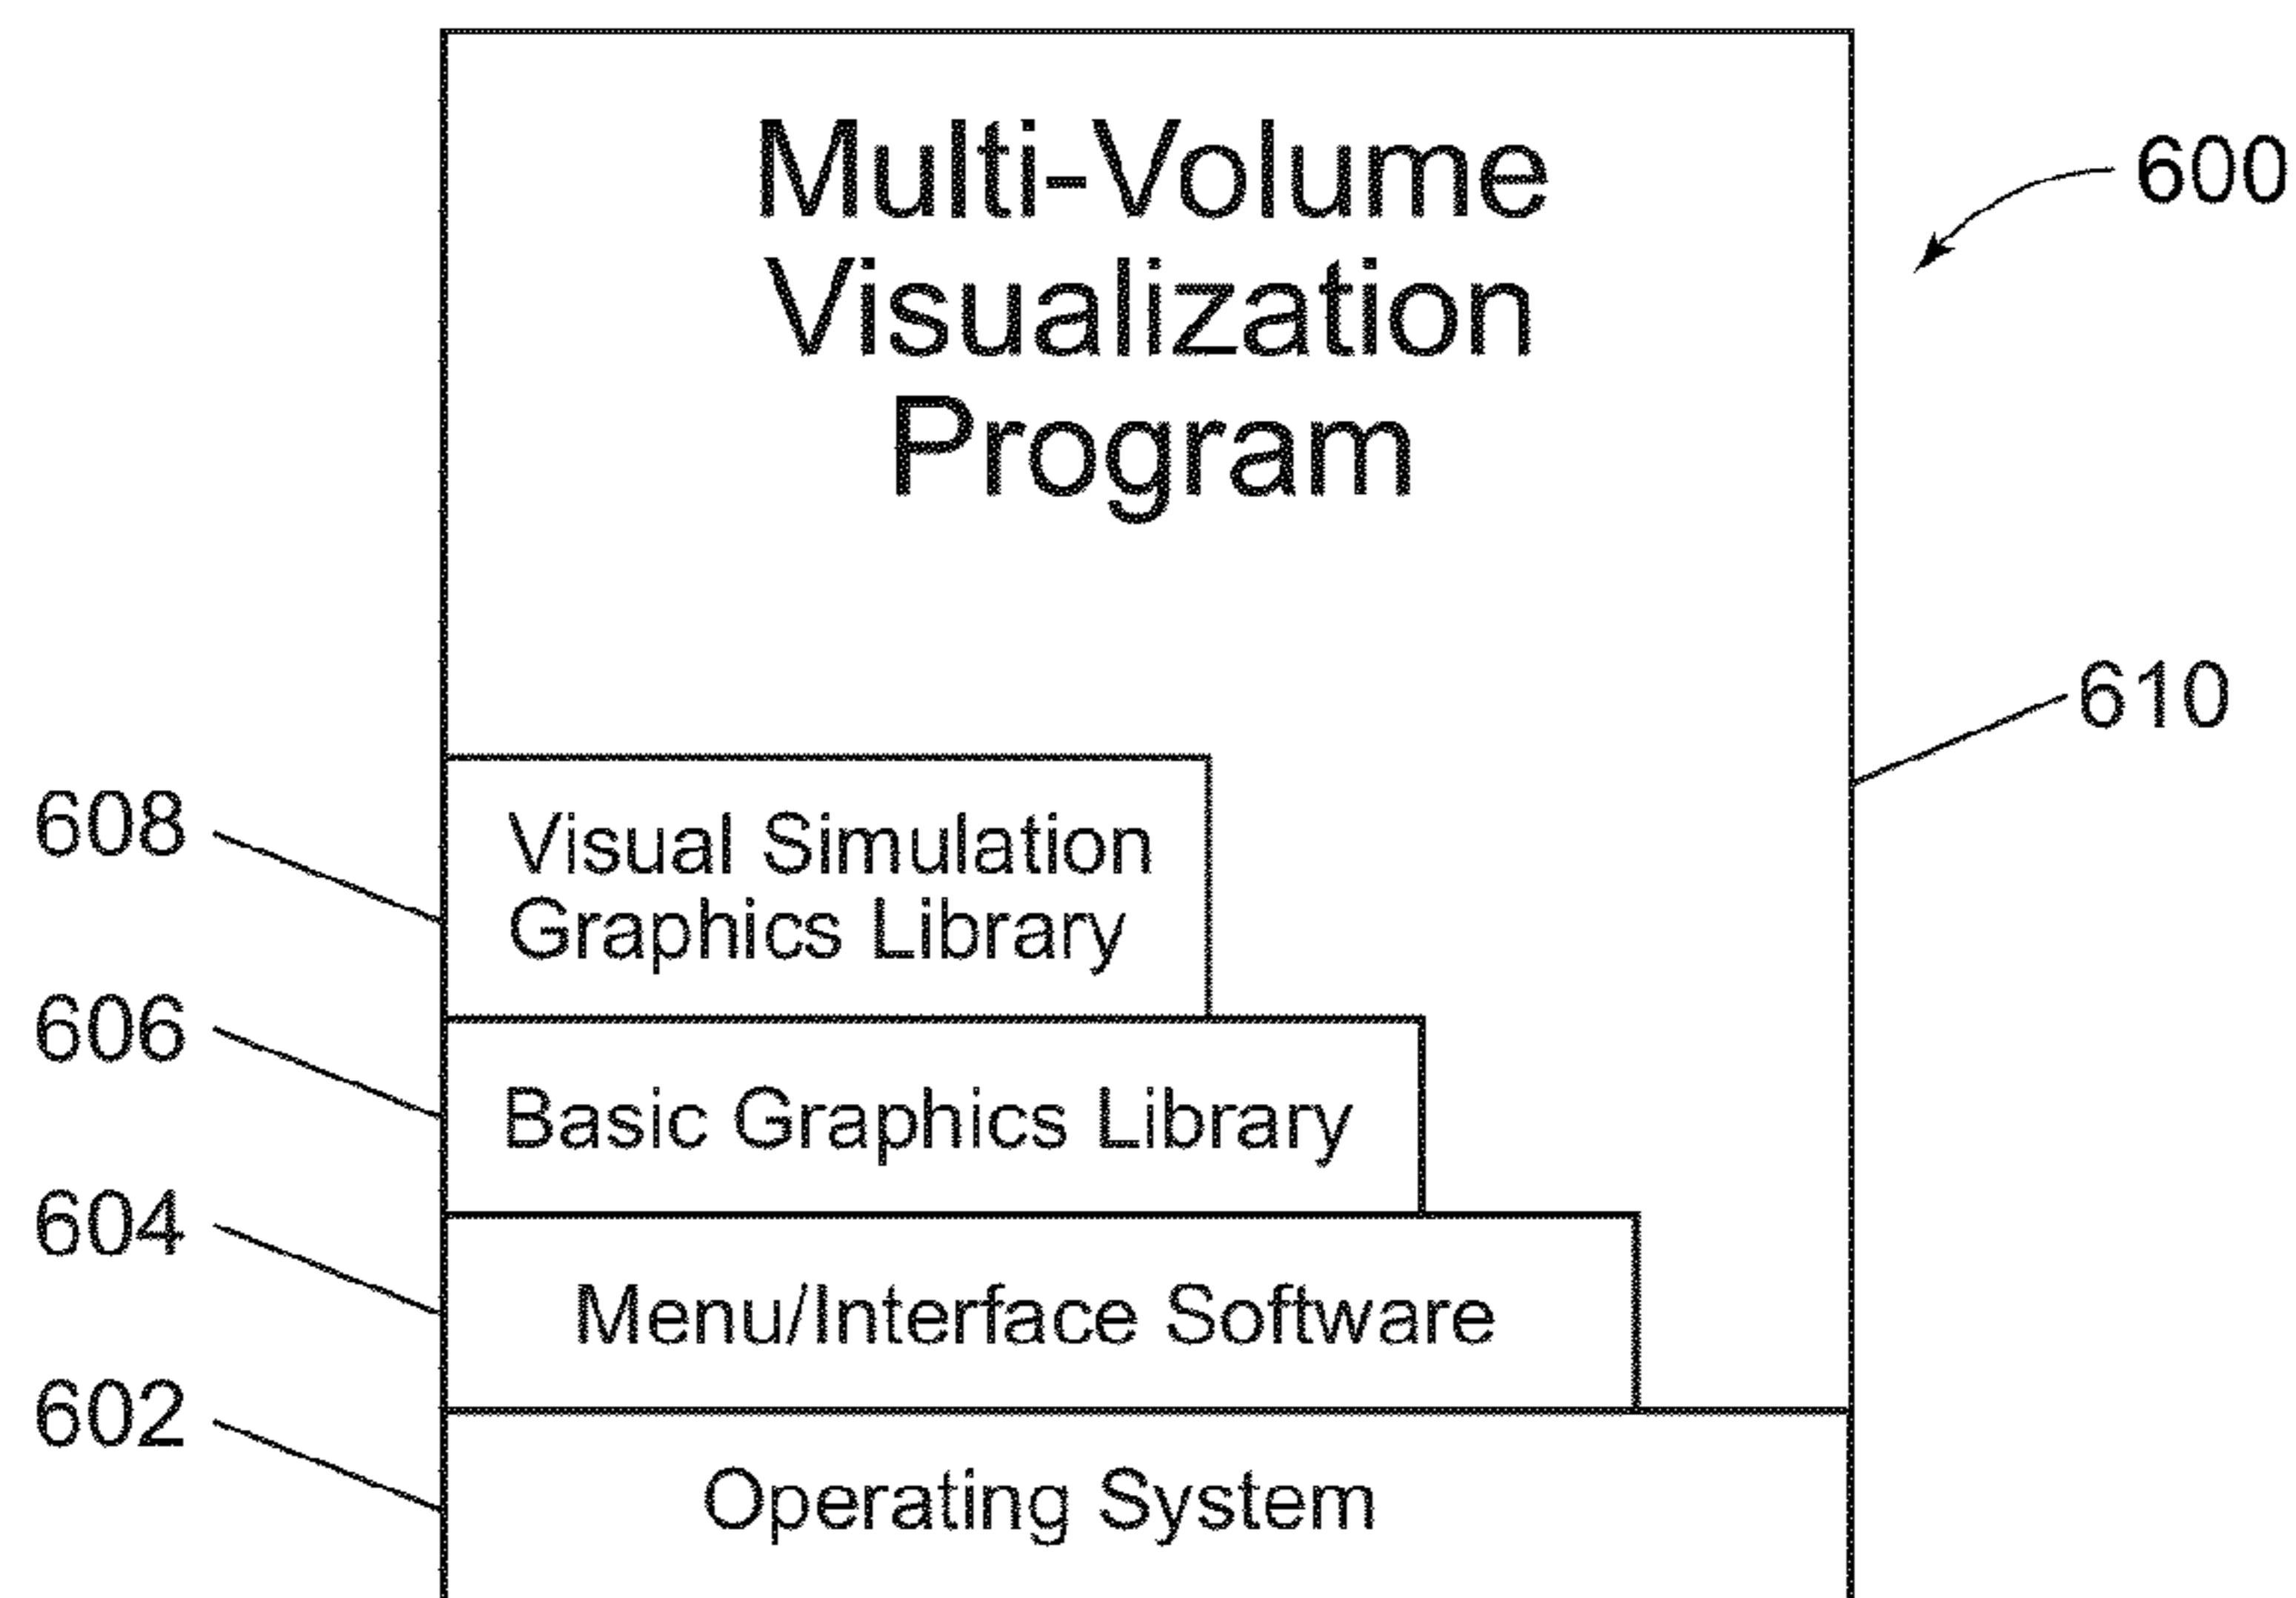 Multi-Volume
Visualization
Program
600
610
608
Visual Simulation
Graphics Library
606
Basic Graphics Library
604
Menu/Interface Software
602
Operating System